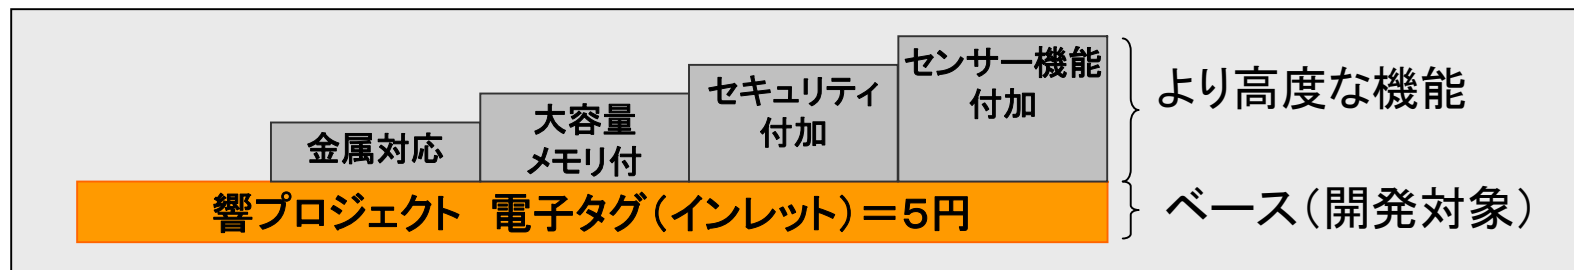 金属対応
大容量
メモリ付
セキュリティ
付加
センサー機能
付加
より高度な機能
響プロジェクト　電子タグ（インレット）＝５円
ベース（開発対象）